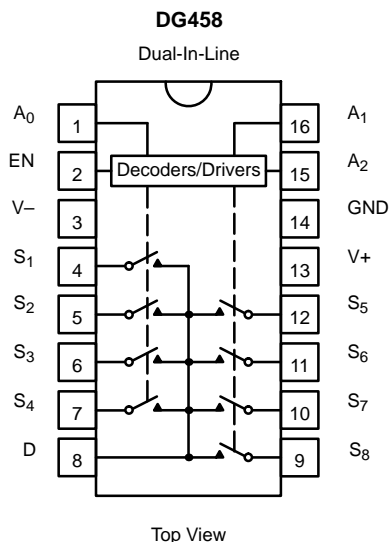 DG458
Dual-In-Line
A0 1 16 A1
EN 2 Decoders/Drivers 15 A2
V– 3 14 GND
S1 4 13 V+
S2 5 12 S5
S3 6 11 S6
S4 7 10 S7
D 8 9 S8
Top View